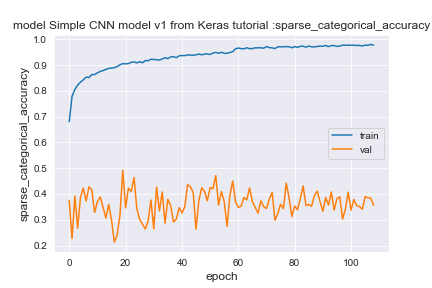 model Simple CNN model v1 from Keras tutorial :sparse_categorical_accuracy
1.0
0.9
0.8
0.7
0.6
0.5
0.4
0.3
0.2
sparse_categorical_accuracy
train
val
0 20 40 60 80 100
epoch